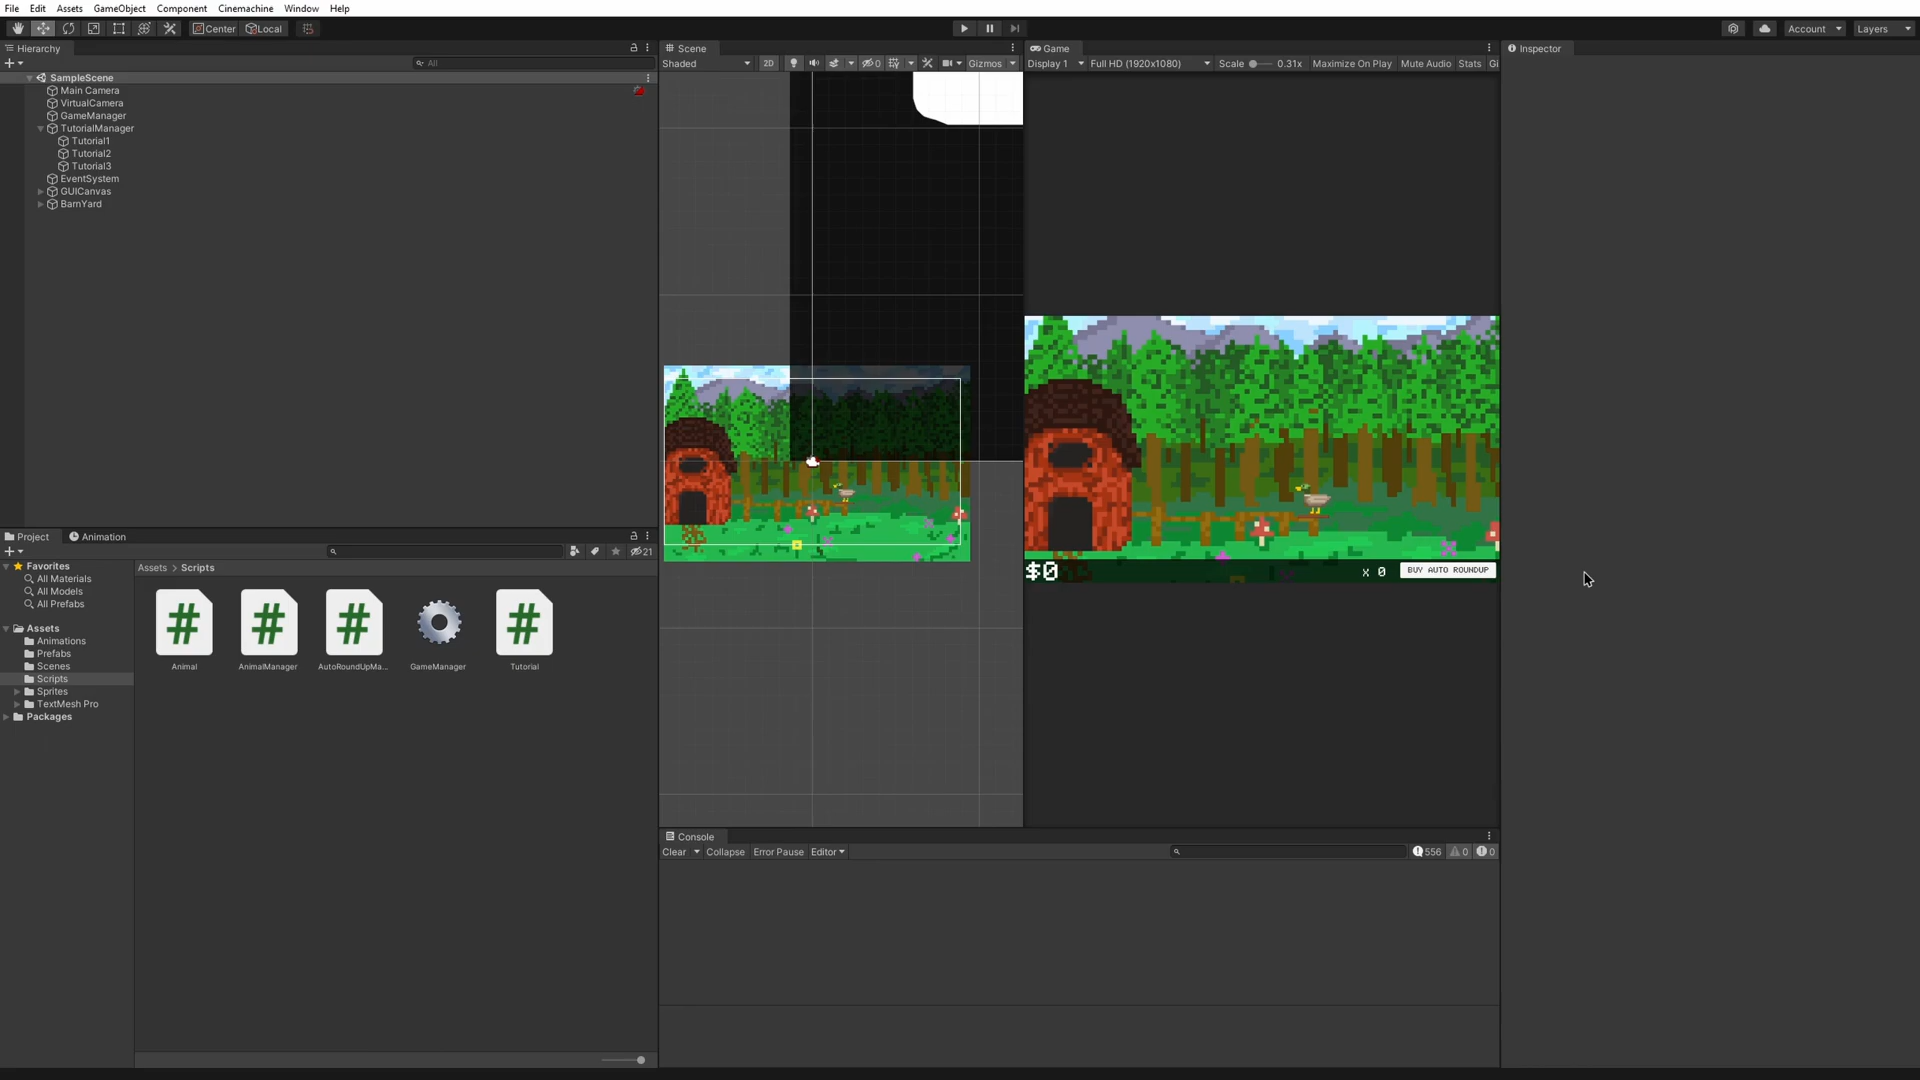 File Edit Assets GameObject Component Cinemachine Window Help
Center Local
Account Layers
Hierarchy
All
SampleScene
Main Camera
VirtualCamera
GameManager
TutorialManager
Tutorial1
Tutorial2
Tutorial3
EventSystem
GUICanvas
BarnYard
Scene
Shaded 2D 0 Gizmos
Game
Display 1 Full HD (1920x1080) Scale 0.31x Maximize On Play Mute Audio Stats Gi
$0 x 0 BUY AUTO ROUNDUP
Inspector
Project Animation
21
Favorites
All Materials
All Models
All Prefabs
Assets
Animations
Prefabs
Scenes
Scripts
Sprites
TextMesh Pro
Packages
Assets > Scripts
Animal AnimalManager AutoRoundUpMa... GameManager Tutorial
Console
Clear Collapse Error Pause Editor 556 0 0